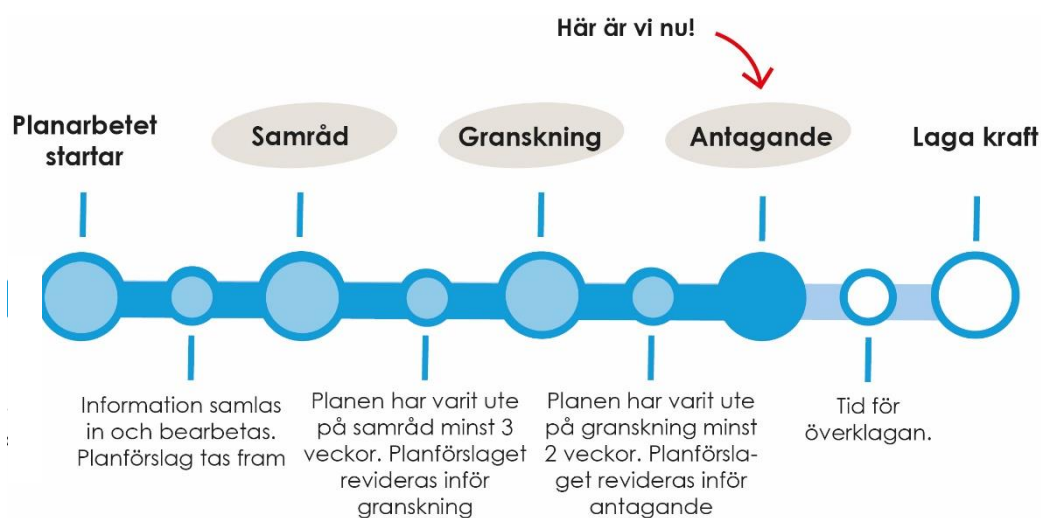 Här är vi nu!
Planarbetet
startar
Samråd
Granskning
Antagande
Laga kraft
Information samlas
in och bearbetas.
Planförslag tas fram
Planen har varit ute
på samråd minst 3
veckor. Planförslaget
revideras inför
granskning
Planen har varit ute
på granskning minst
2 veckor. Planförsla-
get revideras inför
antagande
Tid för
överklagan.